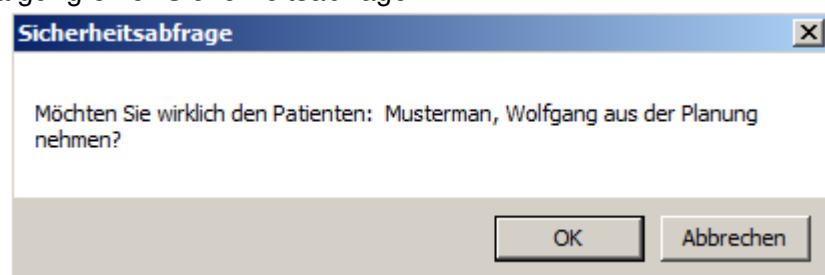 Sicherheitsabfrage
Möchten Sie wirklich den Patienten: Musterman, Wolfgang aus der Planung
nehmen?
OK Abbrechen